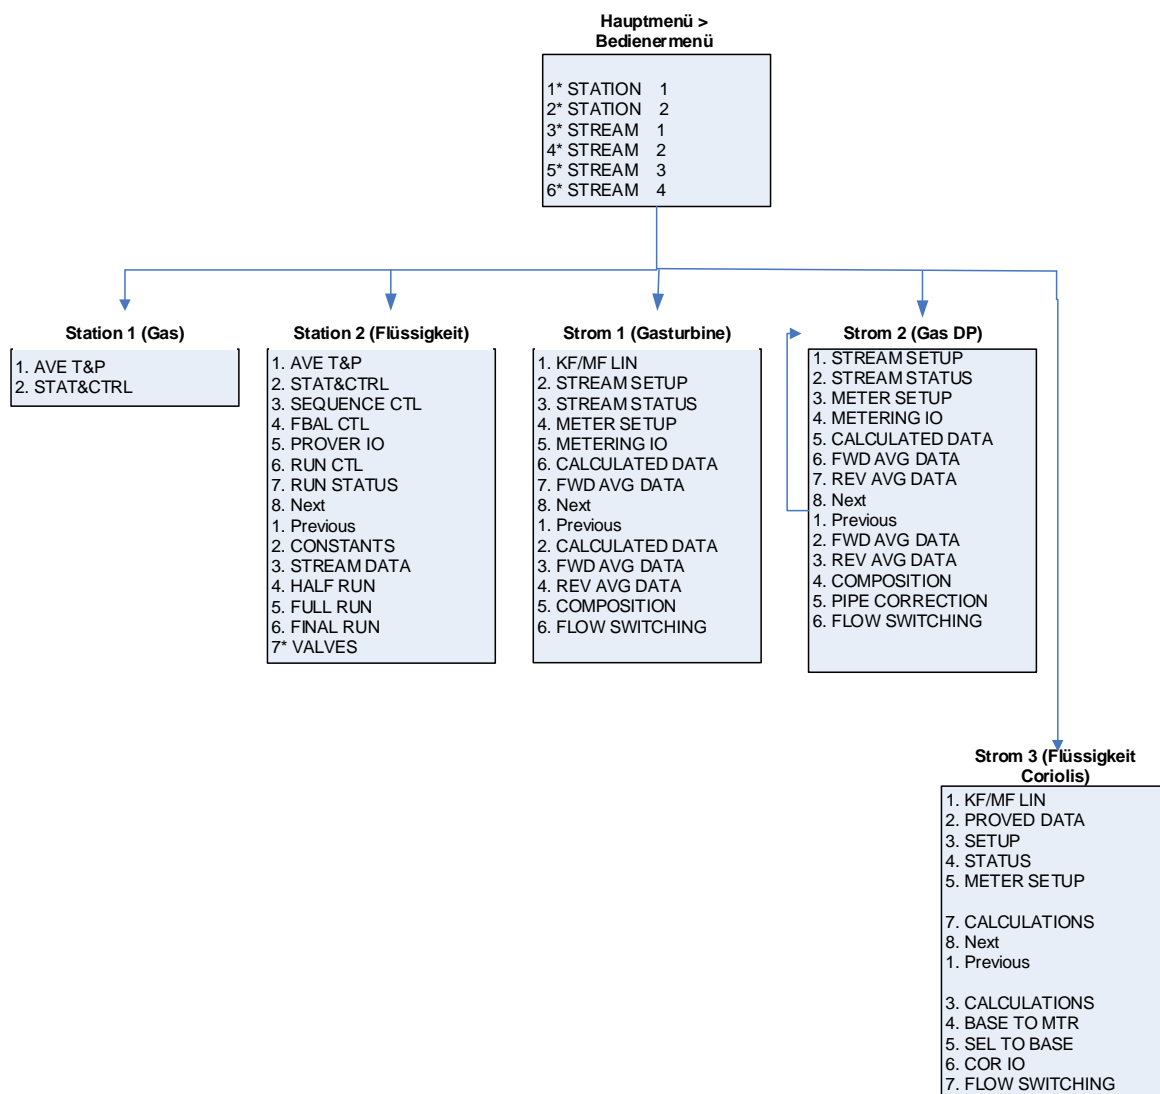 Hauptmenü >
Bedienermenü
1* STATION 1
2* STATION 2
3* STREAM 1
4* STREAM 2
5* STREAM 3
6* STREAM 4
Station 1 (Gas)
1. AVE T&P
2. STAT&CTRL
Station 2 (Flüssigkeit)
1. AVE T&P
2. STAT&CTRL
3. SEQUENCE CTL
4. FBAL CTL
5. PROVER IO
6. RUN CTL
7. RUN STATUS
8. Next
1. Previous
2. CONSTANTS
3. STREAM DATA
4. HALF RUN
5. FULL RUN
6. FINAL RUN
7* VALVES
Strom 1 (Gasturbine)
1. KF/MF LIN
2. STREAM SETUP
3. STREAM STATUS
4. METER SETUP
5. METERING IO
6. CALCULATED DATA
7. FWD AVG DATA
8. Next
1. Previous
2. CALCULATED DATA
3. FWD AVG DATA
4. REV AVG DATA
5. COMPOSITION
6. FLOW SWITCHING
Strom 2 (Gas DP)
1. STREAM SETUP
2. STREAM STATUS
3. METER SETUP
4. METERING IO
5. CALCULATED DATA
6. FWD AVG DATA
7. REV AVG DATA
8. Next
1. Previous
2. FWD AVG DATA
3. REV AVG DATA
4. COMPOSITION
5. PIPE CORRECTION
6. FLOW SWITCHING
Strom 3 (Flüssigkeit
Coriolis)
1. KF/MF LIN
2. PROVED DATA
3. SETUP
4. STATUS
5. METER SETUP
7. CALCULATIONS
8. Next
1. Previous
3. CALCULATIONS
4. BASE TO MTR
5. SEL TO BASE
6. COR IO
7. FLOW SWITCHING